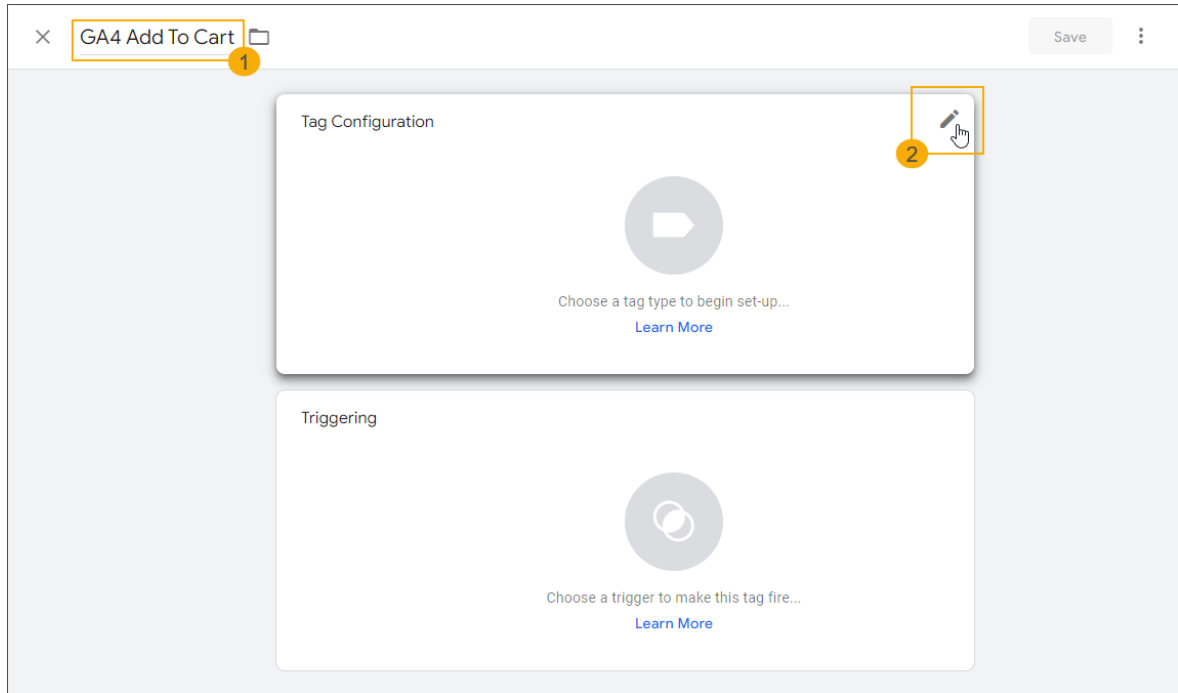 GA4 Add To Cart
1
Save
Tag Configuration
2
Choose a tag type to begin set-up...
Learn More
Triggering
Choose a trigger to make this tag fire...
Learn More